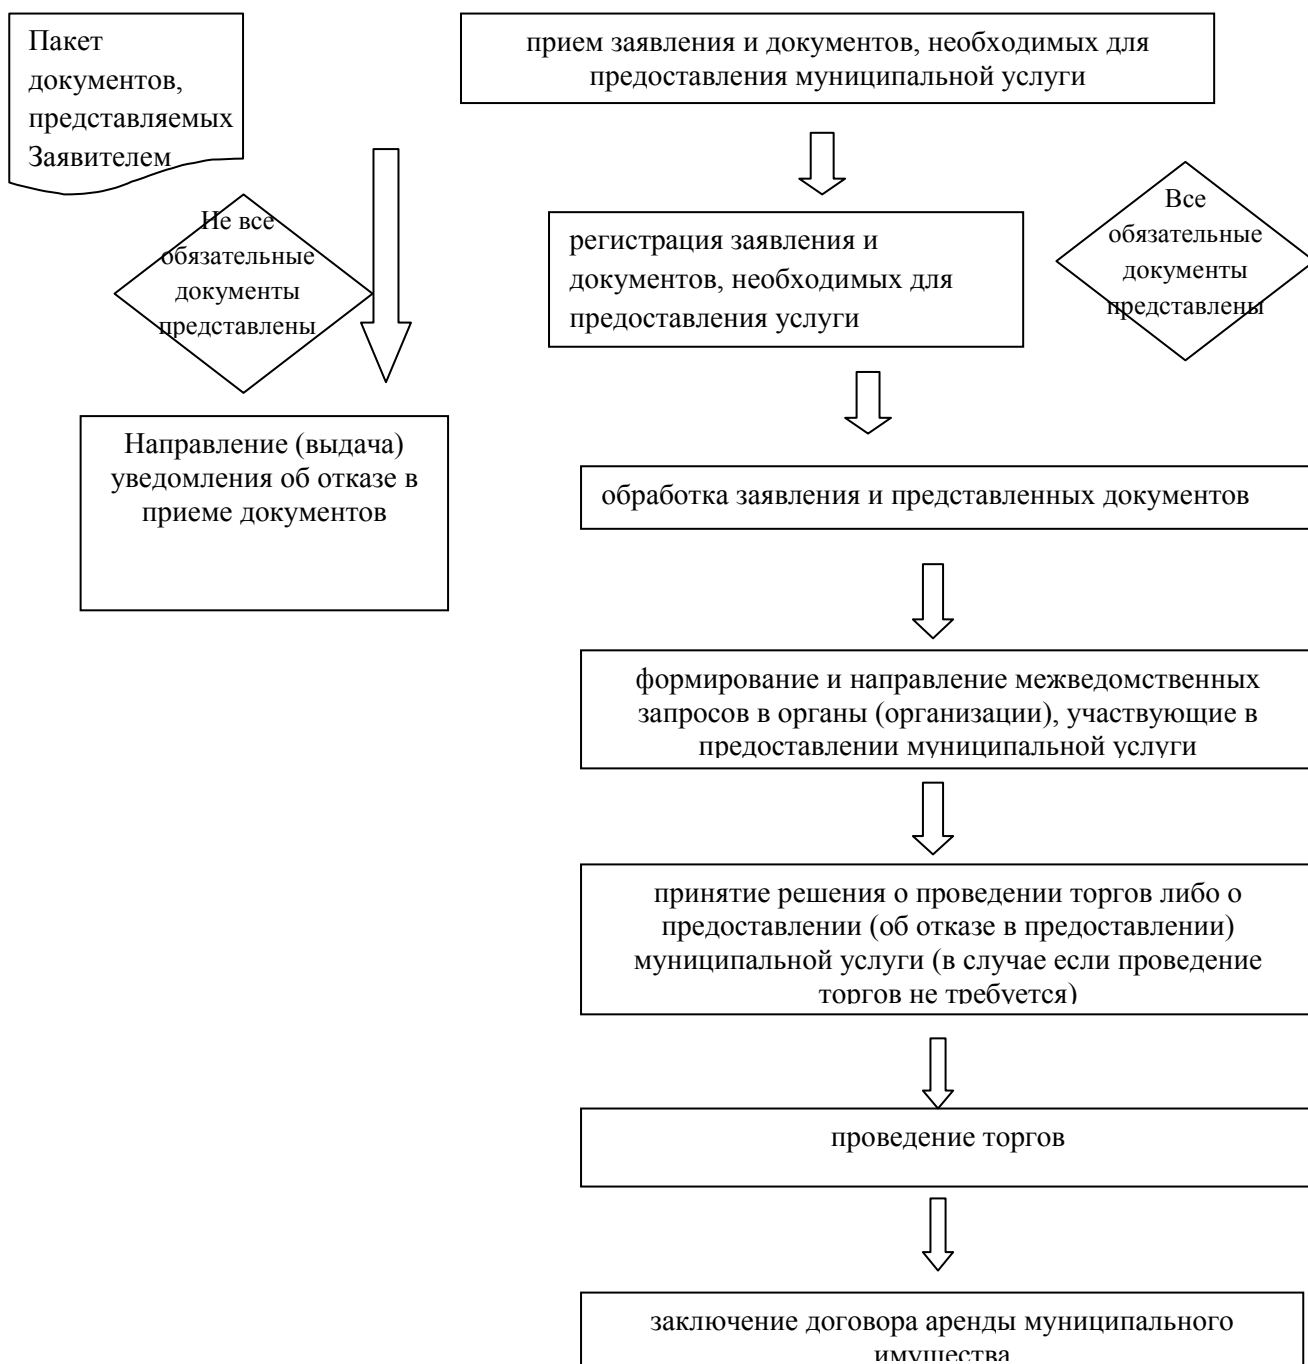 Пакет
документов,
представляемых
Заявителем
прием заявления и документов, необходимых для
предоставления муниципальной услуги
Не все
обязательные
документы
представлены
регистрация заявления и
документов, необходимых для
предоставления услуги
Все
обязательные
документы
представлены
Направление (выдача)
уведомления об отказе в
приеме документов
обработка заявления и представленных документов
формирование и направление межведомственных
запросов в органы (организации), участвующие в
предоставлении муниципальной услуги
принятие решения о проведении торгов либо о
предоставлении (об отказе в предоставлении)
муниципальной услуги (в случае если проведение
торгов не требуется)
проведение торгов
заключение договора аренды муниципального
имущества